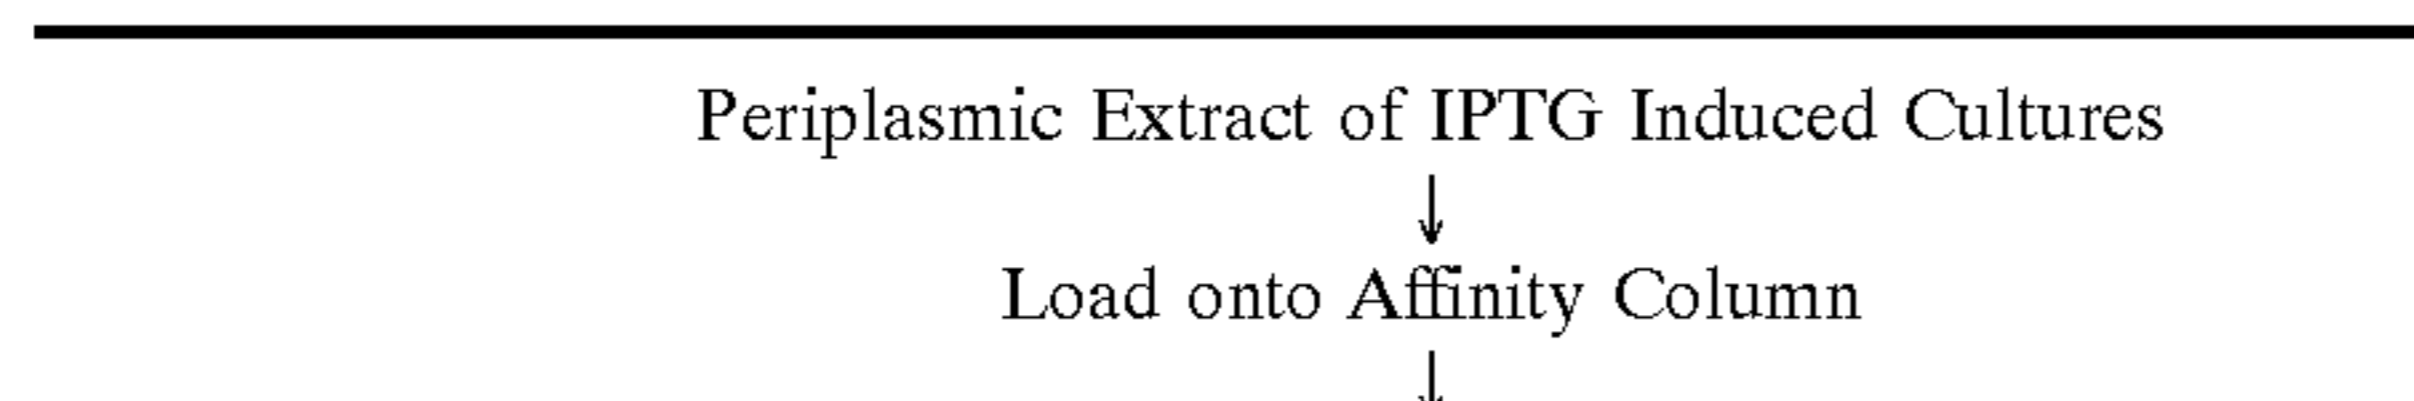 Periplasmic Extract of IPTG Induced Cultures
Load onto Affinity Column